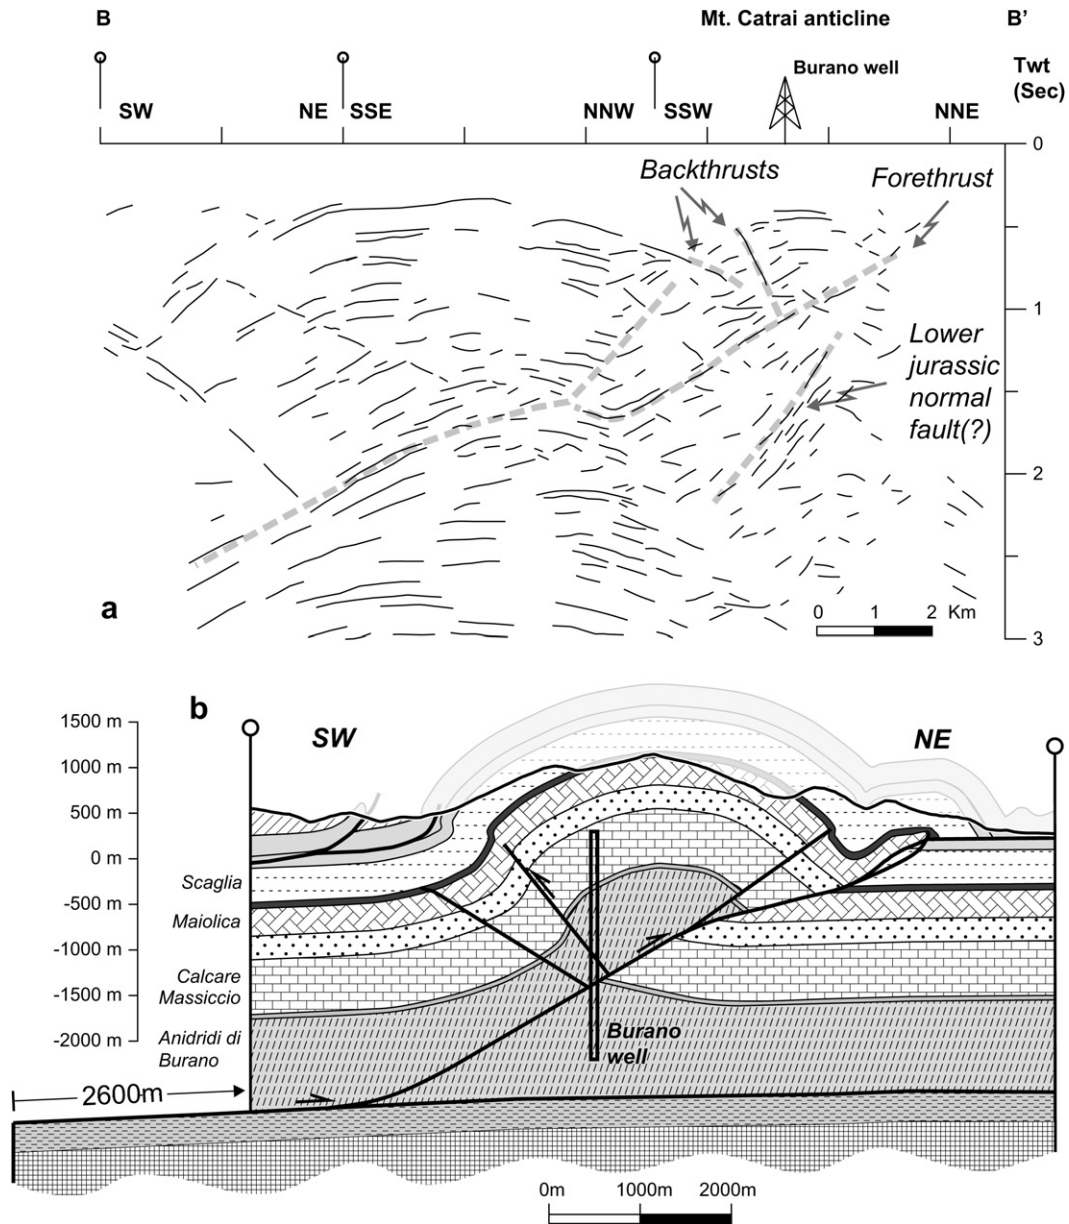 B
Mt. Catrai anticline
B'
Burano well
Twt
(Sec)
SW
NE
SSE
NNW
SSW
NNE
0
Backthrusts
Forethrust
1
Lower
jurassic
normal
fault(?)
2
a
0
1
2
Km
3
b
1500 m
SW
NE
1000 m
500 m
0 m
Scaglia
-500 m
Maiolica
-1000 m
Calcare
Massiccio
-1500 m
-2000 m
Anidridi di
Burano
Burano
well
2600m
0m
1000m
2000m